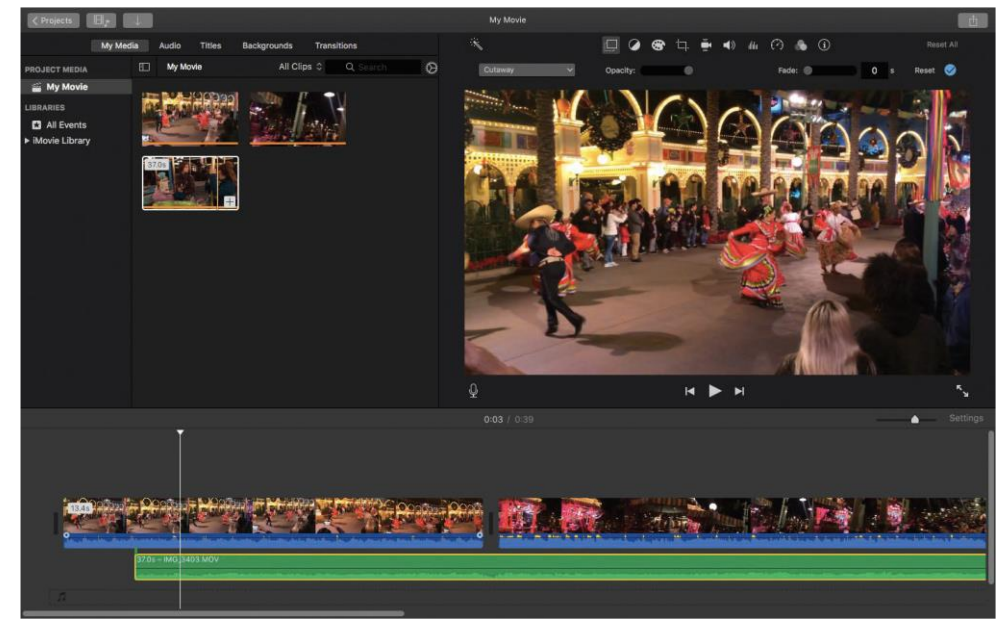 Projects
My Movie
My Media Audio Titles Backgrounds Transitions
Reset All
PROJECT MEDIA
My Movie
All Clips
Search
Cutaway
Opacity:
Fade:
0 s
Reset
My Movie
LIBRARIES
All Events
iMovie Library
37.0s
0:03 / 0:39
Settings
13.4s
37.0s – IMG_3403.MOV